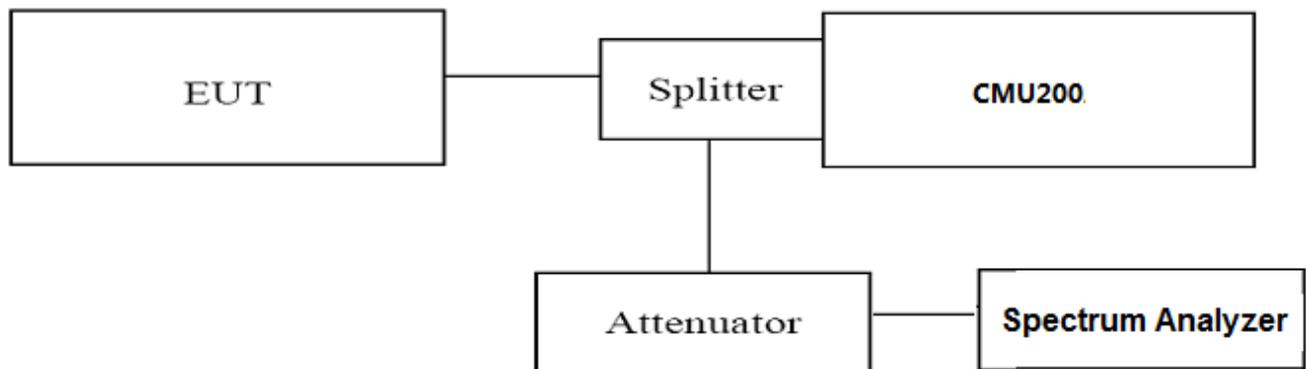 EUT
Splitter
CMU200
Attenuator
Spectrum Analyzer